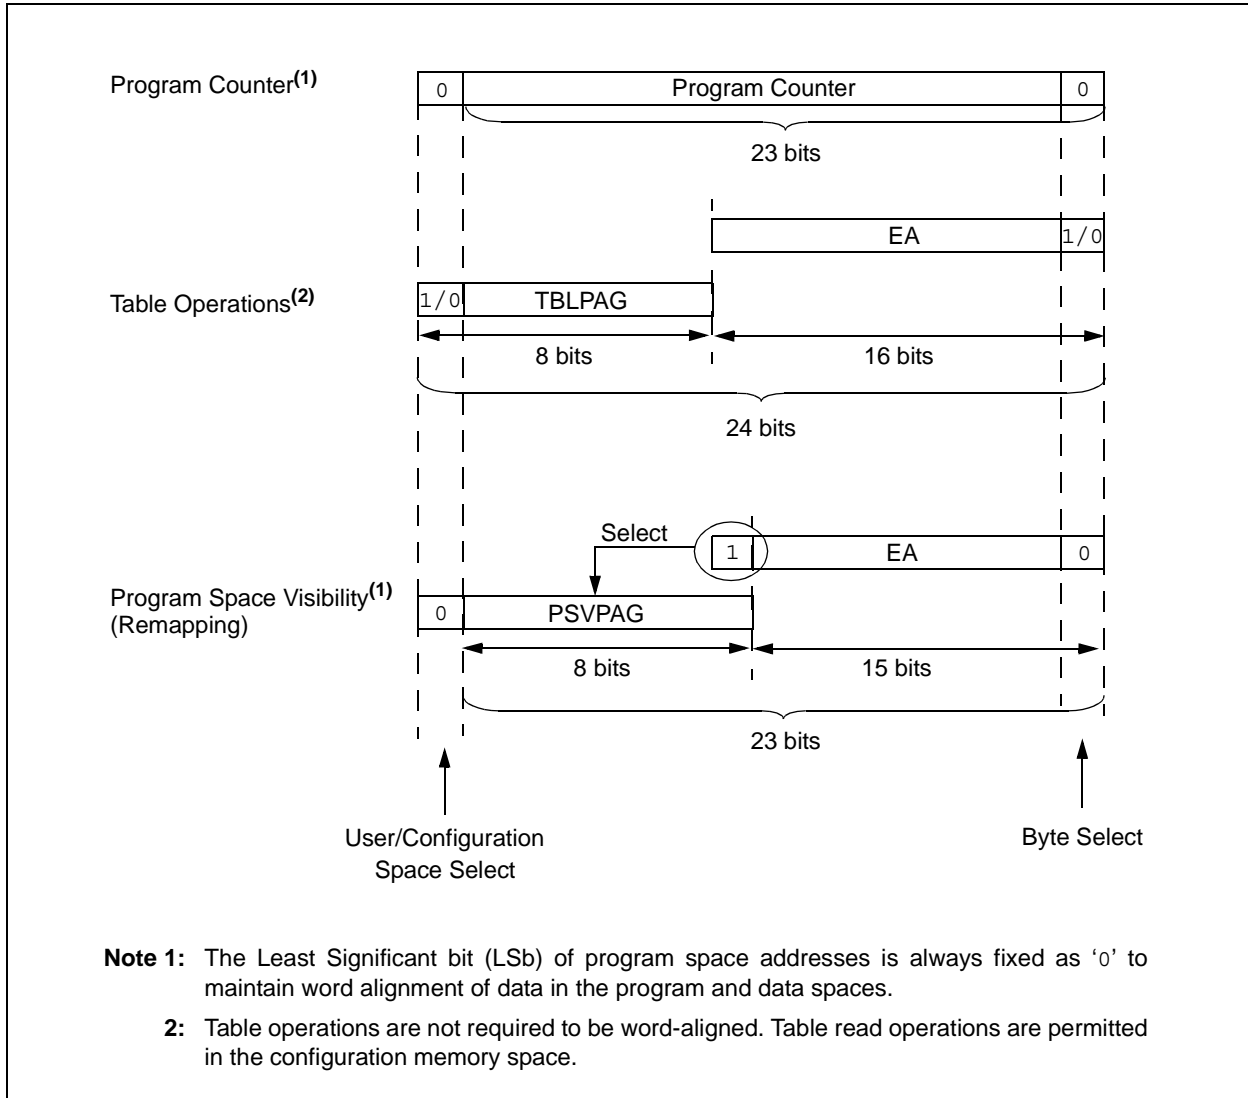 Program Counter(1)
0 Program Counter 0
23 bits
EA 1/0
Table Operations(2)
1/0 TBLPAG
8 bits 16 bits
24 bits
Select
1 EA 0
Program Space Visibility(1)
(Remapping)
0 PSVPAG
8 bits 15 bits
23 bits
User/Configuration
Space Select
Byte Select
Note 1: The Least Significant bit (LSb) of program space addresses is always fixed as ‘0’ to
maintain word alignment of data in the program and data spaces.
2: Table operations are not required to be word-aligned. Table read operations are permitted
in the configuration memory space.